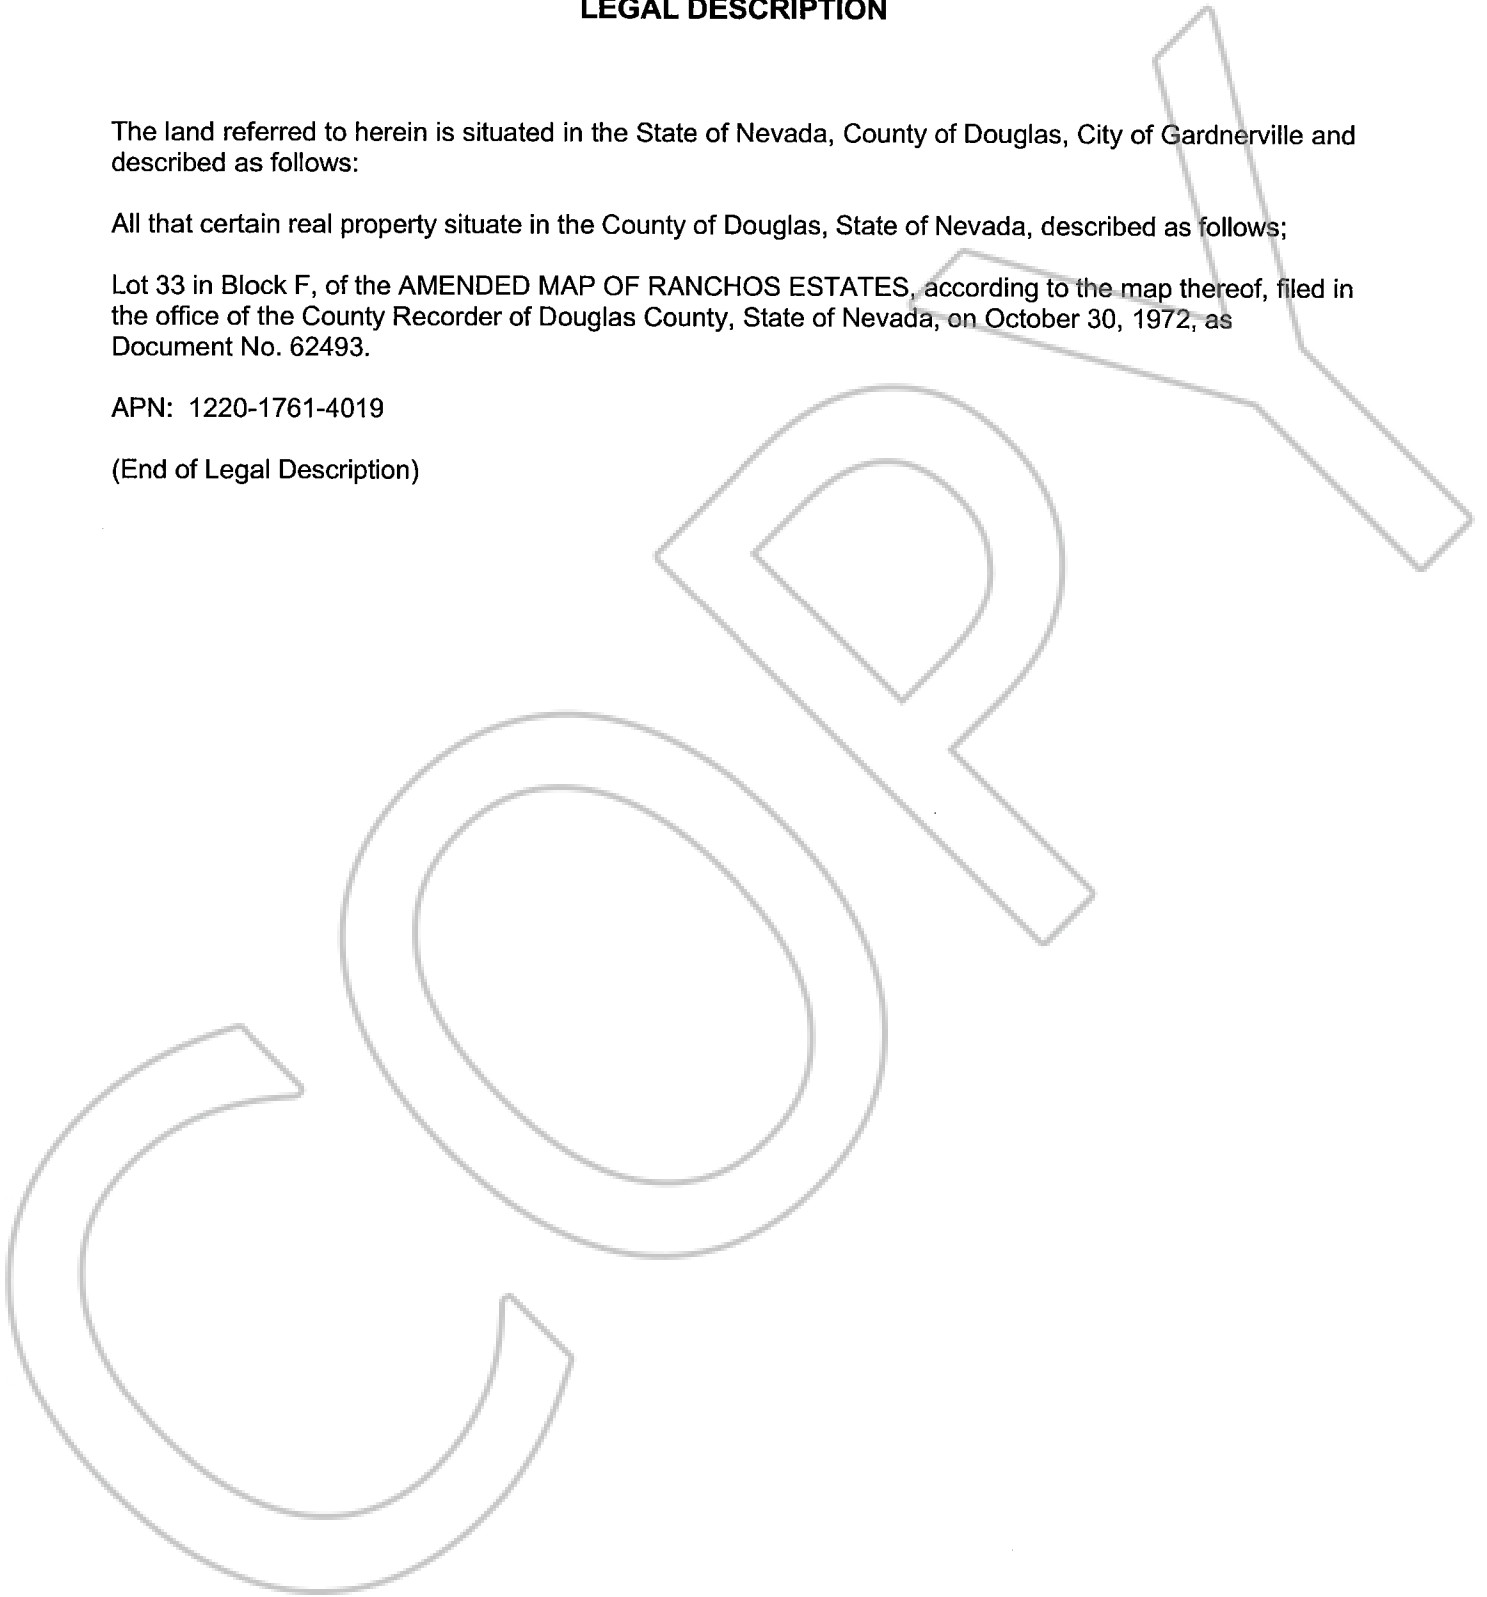 LEGAL DESCRIPTION
The land referred to herein is situated in the State of Nevada, County of Douglas, City of Gardnerville and
described as follows:
All that certain real property situate in the County of Douglas, State of Nevada, described as follows;
Lot 33 in Block F, of the AMENDED MAP OF RANCHOS ESTATES, according to the map thereof, filed in
the office of the County Recorder of Douglas County, State of Nevada, on October 30, 1972, as
Document No. 62493.
APN: 1220-1761-4019
(End of Legal Description)
COPY